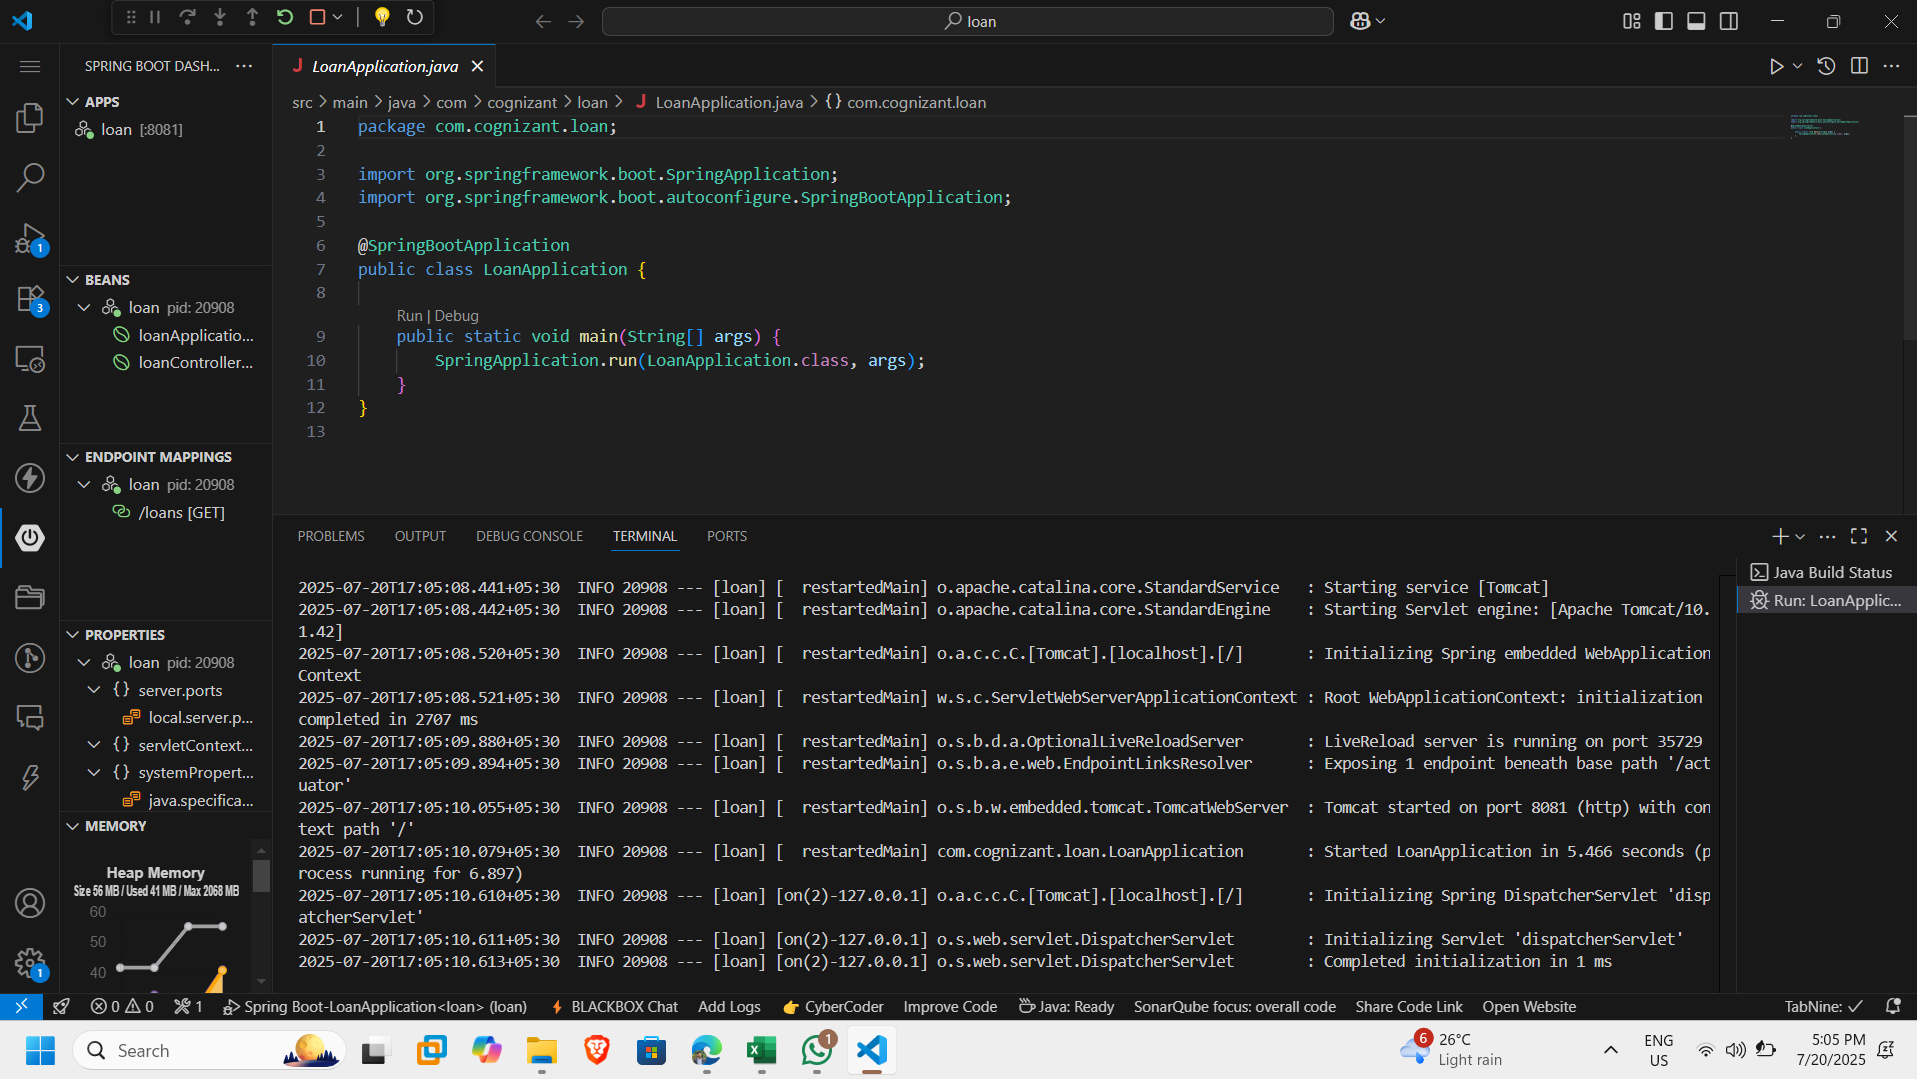 loan
SPRING BOOT DASH...
APPS
loan [:8081]
BEANS
loan pid: 20908
loanApplicatio...
loanController...
ENDPOINT MAPPINGS
loan pid: 20908
/loans [GET]
PROPERTIES
loan pid: 20908
{} server.ports
local.server.p...
{} servletContext...
{} systemPropert...
java.specifica...
MEMORY
Heap Memory
Size 56 MB / Used 41 MB / Max 2068 MB
60
50
40
1
3
1
J LoanApplication.java
src > main > java > com > cognizant > loan > J LoanApplication.java > {} com.cognizant.loan
1 package com.cognizant.loan;
2
3 import org.springframework.boot.SpringApplication;
4 import org.springframework.boot.autoconfigure.SpringBootApplication;
5
6 @SpringBootApplication
7 public class LoanApplication {
8
Run | Debug
9 public static void main(String[] args) {
10 SpringApplication.run(LoanApplication.class, args);
11 }
12 }
13
PROBLEMS OUTPUT DEBUG CONSOLE TERMINAL PORTS
2025-07-20T17:05:08.441+05:30 INFO 20908 --- [loan] [ restartedMain] o.apache.catalina.core.StandardService : Starting service [Tomcat]
2025-07-20T17:05:08.442+05:30 INFO 20908 --- [loan] [ restartedMain] o.apache.catalina.core.StandardEngine : Starting Servlet engine: [Apache Tomcat/10.
1.42]
2025-07-20T17:05:08.520+05:30 INFO 20908 --- [loan] [ restartedMain] o.a.c.c.C.[Tomcat].[localhost].[/] : Initializing Spring embedded WebApplication
Context
2025-07-20T17:05:08.521+05:30 INFO 20908 --- [loan] [ restartedMain] w.s.c.ServletWebServerApplicationContext : Root WebApplicationContext: initialization
completed in 2707 ms
2025-07-20T17:05:09.880+05:30 INFO 20908 --- [loan] [ restartedMain] o.s.b.d.a.OptionalLiveReloadServer : LiveReload server is running on port 35729
2025-07-20T17:05:09.894+05:30 INFO 20908 --- [loan] [ restartedMain] o.s.b.a.e.web.EndpointLinksResolver : Exposing 1 endpoint beneath base path '/act
uator'
2025-07-20T17:05:10.055+05:30 INFO 20908 --- [loan] [ restartedMain] o.s.b.w.embedded.tomcat.TomcatWebServer : Tomcat started on port 8081 (http) with con
text path '/'
2025-07-20T17:05:10.079+05:30 INFO 20908 --- [loan] [ restartedMain] com.cognizant.loan.LoanApplication : Started LoanApplication in 5.466 seconds (p
rocess running for 6.897)
2025-07-20T17:05:10.610+05:30 INFO 20908 --- [loan] [on(2)-127.0.0.1] o.a.c.c.C.[Tomcat].[localhost].[/] : Initializing Spring DispatcherServlet 'disp
atcherServlet'
2025-07-20T17:05:10.611+05:30 INFO 20908 --- [loan] [on(2)-127.0.0.1] o.s.web.servlet.DispatcherServlet : Initializing Servlet 'dispatcherServlet'
2025-07-20T17:05:10.613+05:30 INFO 20908 --- [loan] [on(2)-127.0.0.1] o.s.web.servlet.DispatcherServlet : Completed initialization in 1 ms
Java Build Status
Run: LoanApplic...
0 0 1 Spring Boot-LoanApplication<loan> (loan) BLACKBOX Chat Add Logs CyberCoder Improve Code Java: Ready SonarQube focus: overall code Share Code Link Open Website TabNine:
Search
1
6
26°C
Light rain
ENG
US
5:05 PM
7/20/2025